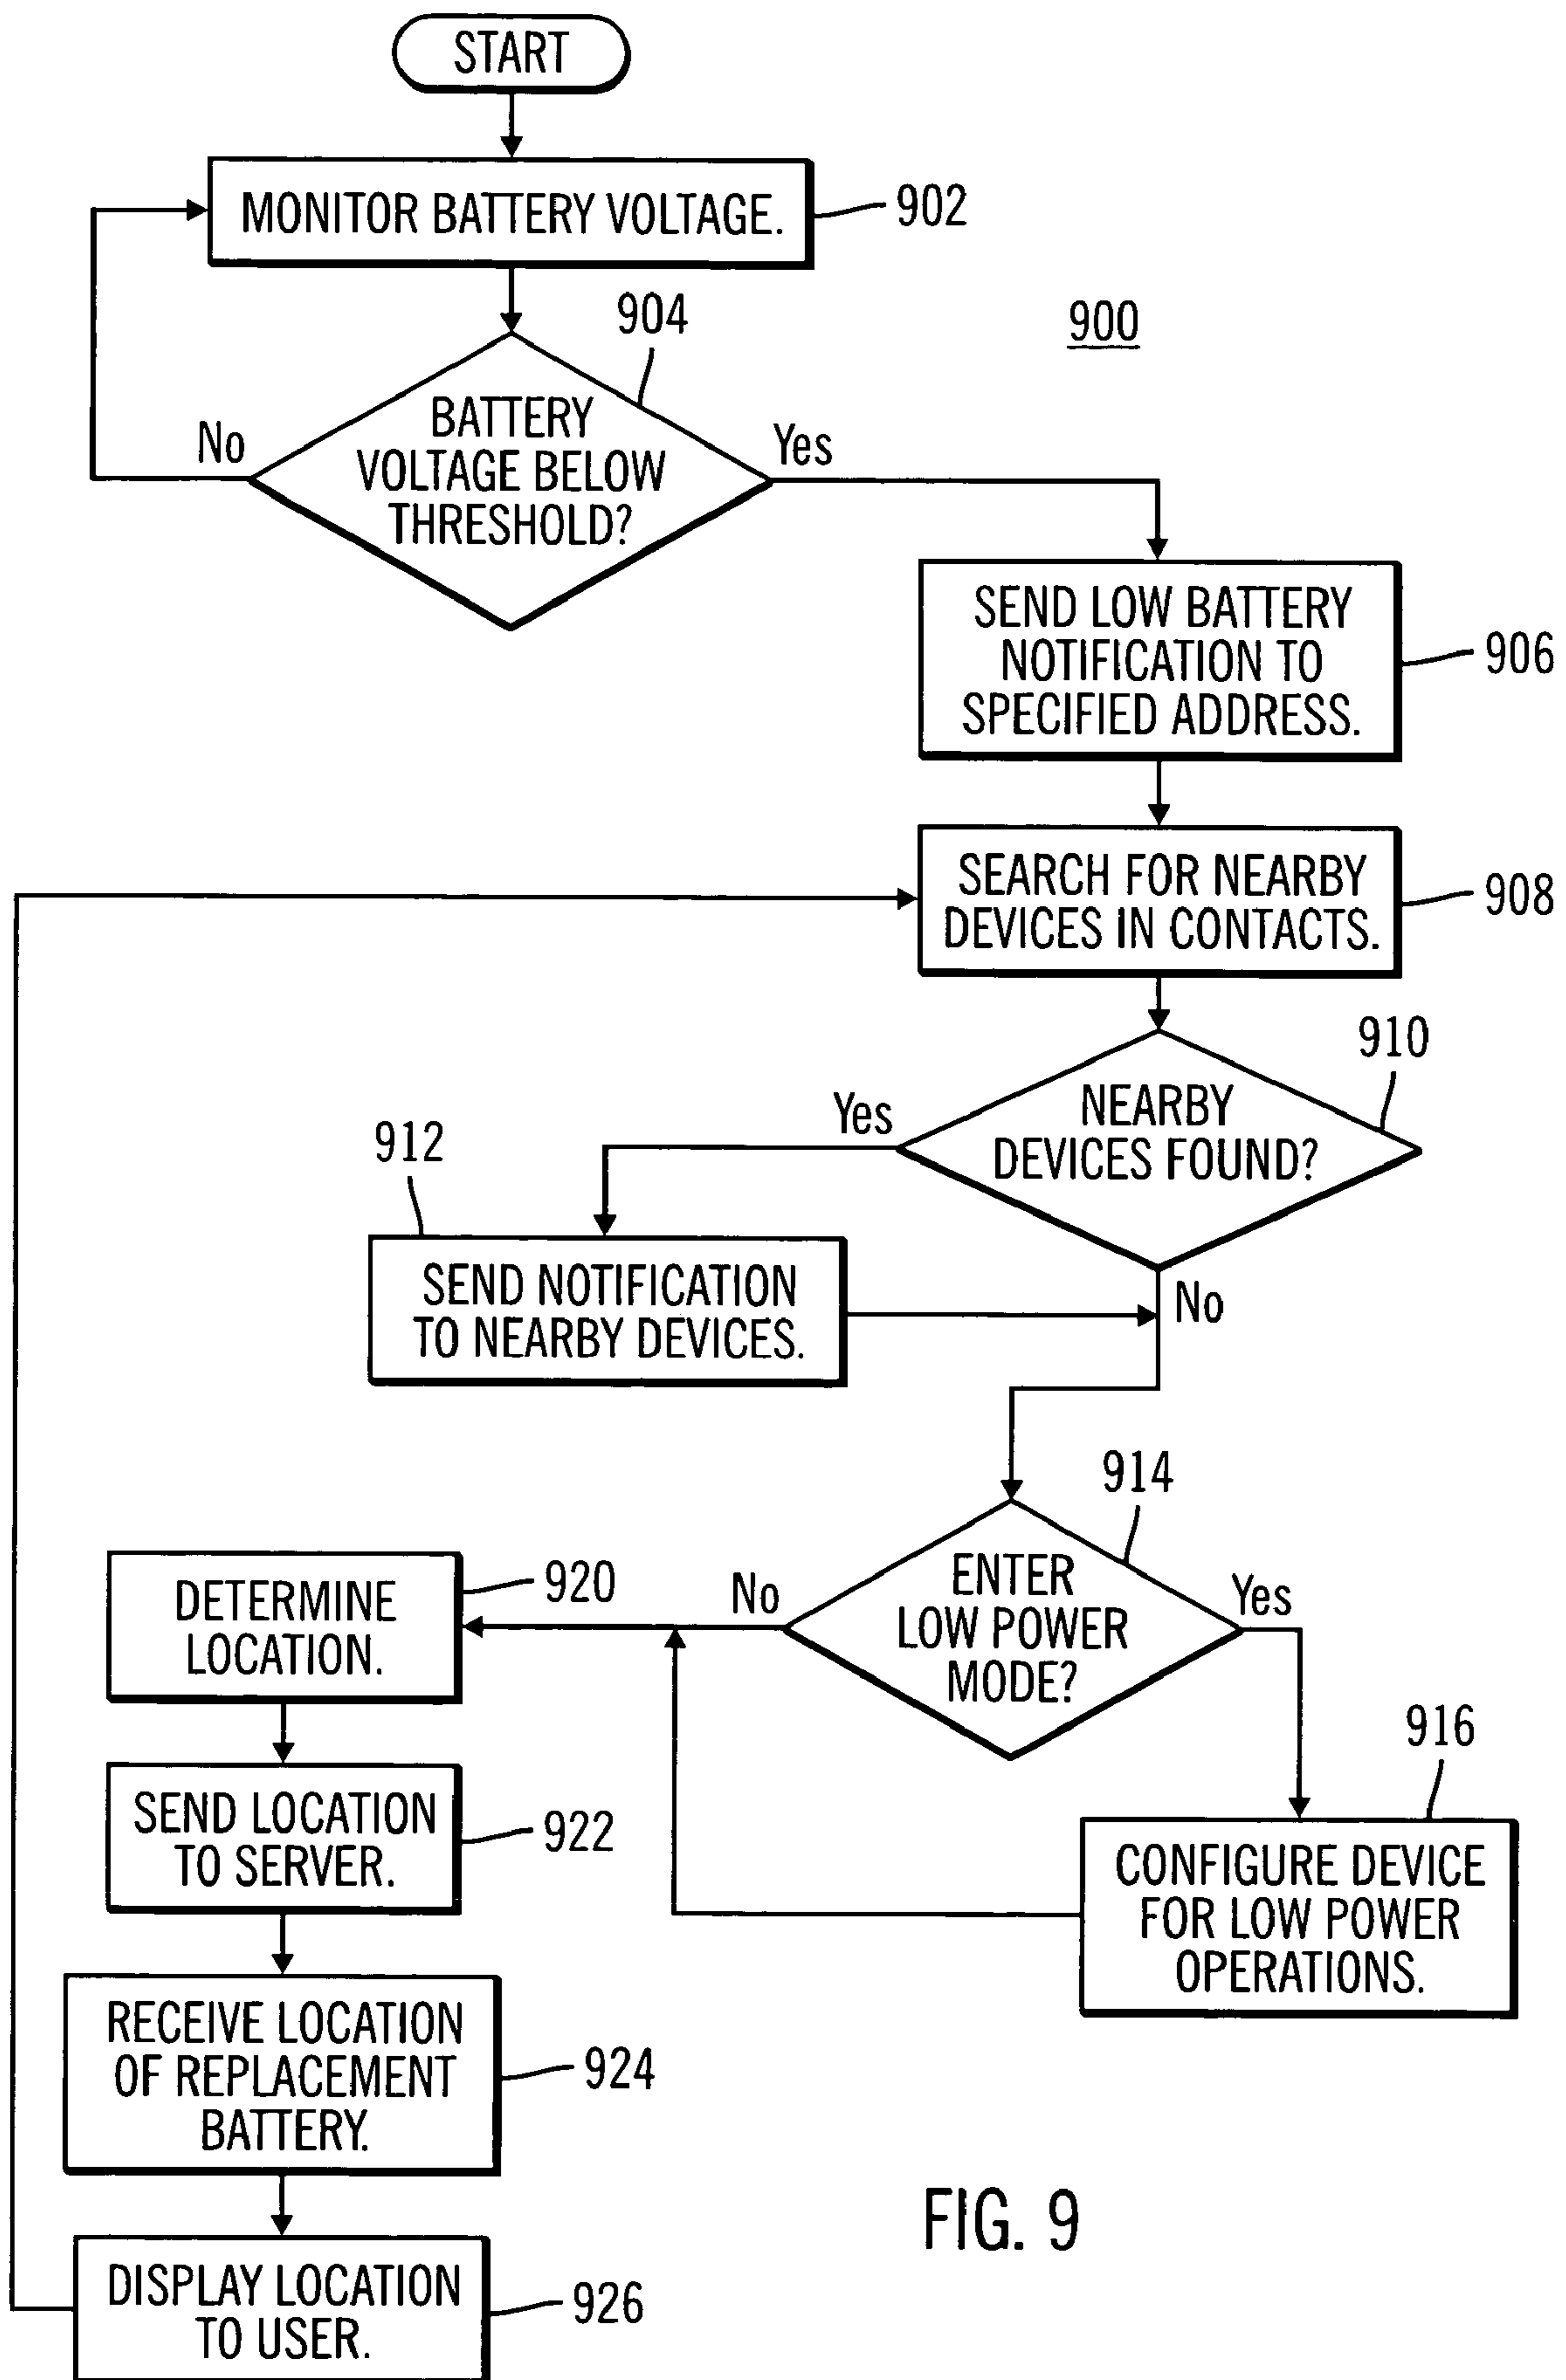 START
MONITOR BATTERY VOLTAGE.
902
904
900
BATTERY
VOLTAGE BELOW
THRESHOLD?
No
Yes
SEND LOW BATTERY
NOTIFICATION TO
SPECIFIED ADDRESS.
906
SEARCH FOR NEARBY
DEVICES IN CONTACTS.
908
910
NEARBY
DEVICES FOUND?
Yes
No
912
SEND NOTIFICATION
TO NEARBY DEVICES.
914
ENTER
LOW POWER
MODE?
No
Yes
916
CONFIGURE DEVICE
FOR LOW POWER
OPERATIONS.
DETERMINE
LOCATION.
920
SEND LOCATION
TO SERVER.
922
RECEIVE LOCATION
OF REPLACEMENT
BATTERY.
924
DISPLAY LOCATION
TO USER.
926
FIG. 9